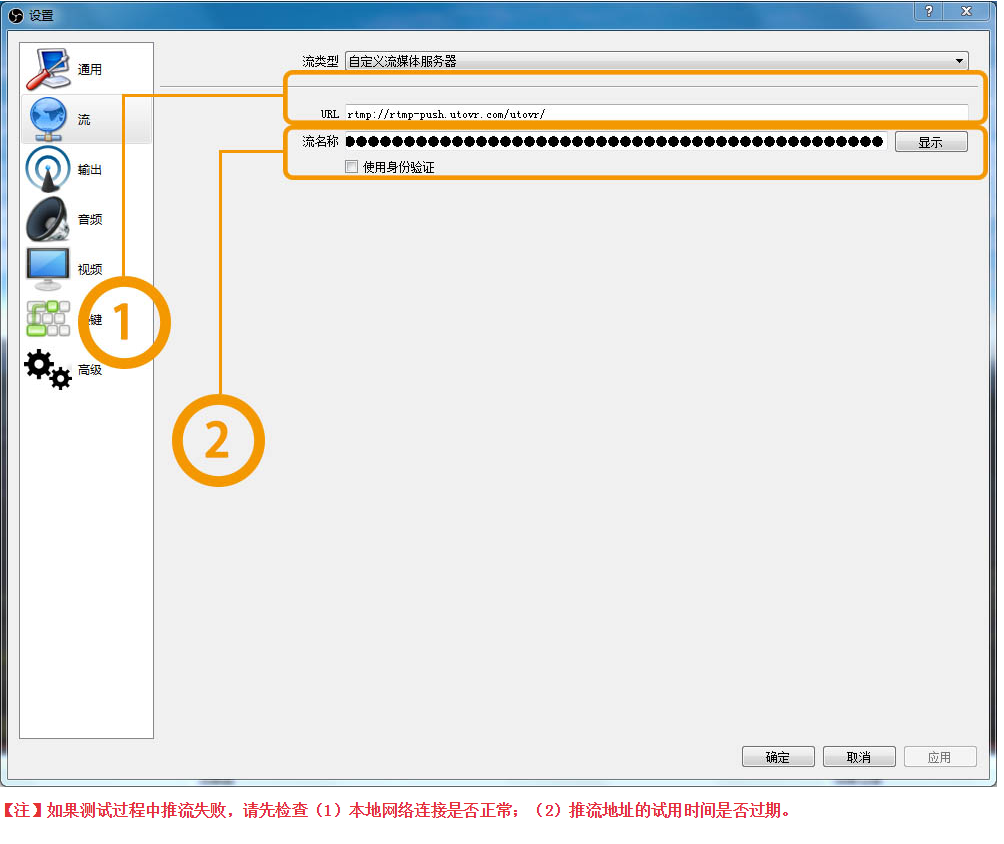 设置
通用
流
输出
音频
视频
键
高级
流类型 自定义流媒体服务器
URL rtmp://rtmp-push.utovr.com/utovr/
流名称 ●●●●●●●●●●●●●●●●●●●●●●●●●●●●●●●●●●●●●●●●●●●●●● 显示
使用身份验证
1
2
确定 取消 应用
【注】如果测试过程中推流失败，请先检查（1）本地网络连接是否正常；（2）推流地址的试用时间是否过期。